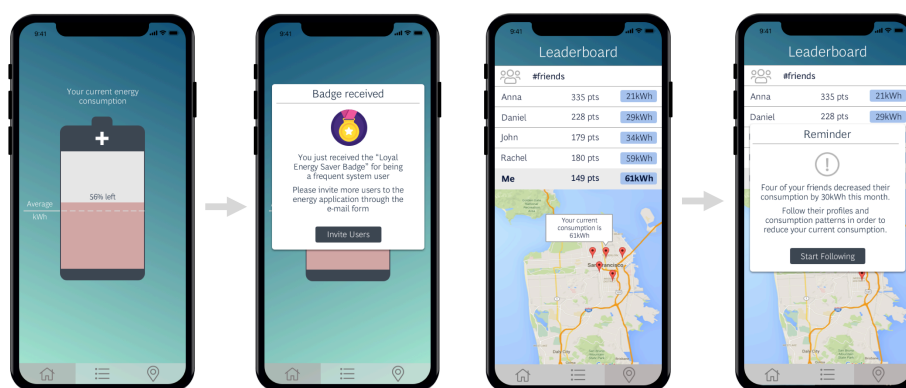 9:41
Your current energy
consumption
56% left
Average
kWh
9:41
Badge received
You just received the "Loyal
Energy Saver Badge" for being
a frequent system user
Please invite more users to the
energy application through the
e-mail form
Invite Users
9:41
Leaderboard
#friends
Anna 335 pts 21kWh
Daniel 228 pts 29kWh
John 179 pts 34kWh
Rachel 180 pts 59kWh
Me 149 pts 61kWh
Your current
consumption is
61kWh
San Francisco
Daly City
9:41
Leaderboard
#friends
Anna 335 pts 21kWh
Daniel 228 pts 29kWh
Reminder
Four of your friends decreased their
consumption by 30kWh this month.
Follow their profiles and
consumption patterns in order to
reduce your current consumption.
Start Following
Daly City